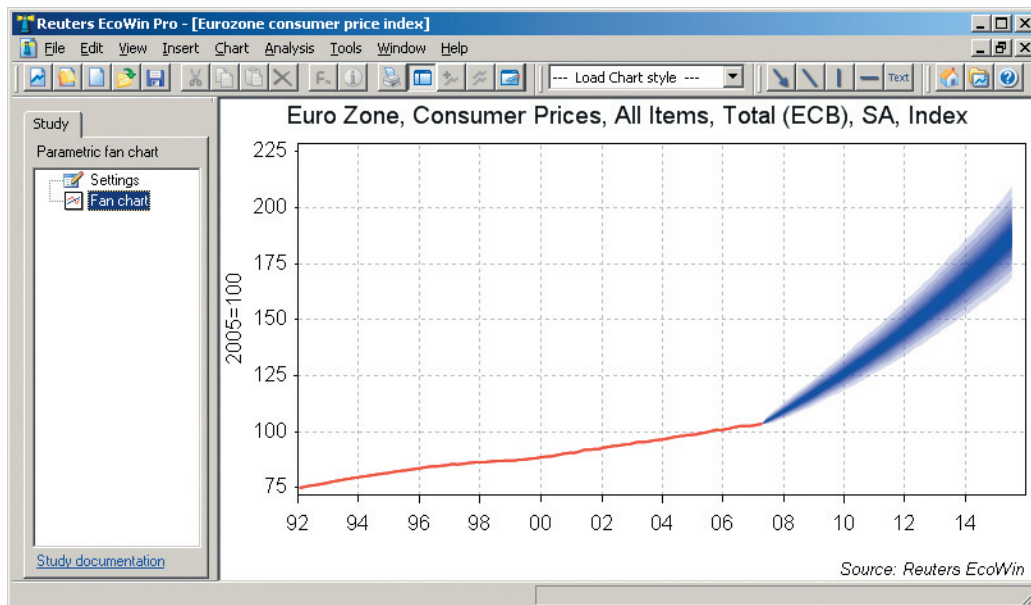 Reuters EcoWin Pro - [Eurozone consumer price index]
File Edit View Insert Chart Analysis Tools Window Help
--- Load Chart style ---
Text
Study
Parametric fan chart
Settings
Fan chart
Study documentation
Euro Zone, Consumer Prices, All Items, Total (ECB), SA, Index
225
200
175
150
125
100
75
2005=100
92 94 96 98 00 02 04 06 08 10 12 14
Source: Reuters EcoWin